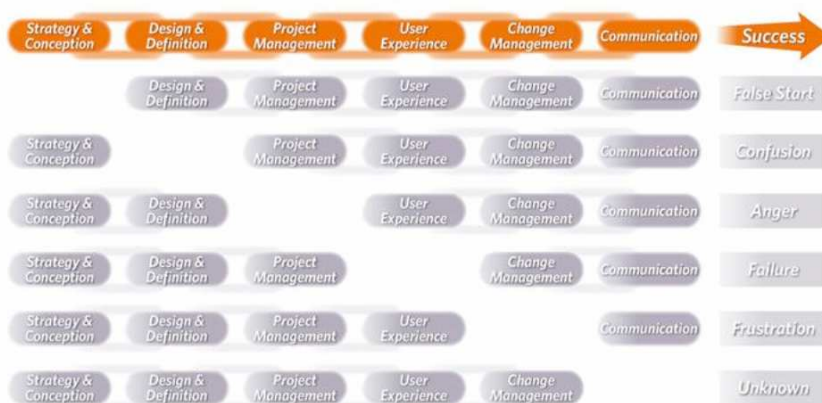 Strategy & Conception Design & Definition Project Management User Experience Change Management Communication Success
Design & Definition Project Management User Experience Change Management Communication False Start
Strategy & Conception Project Management User Experience Change Management Communication Confusion
Strategy & Conception Design & Definition User Experience Change Management Communication Anger
Strategy & Conception Design & Definition Project Management Change Management Communication Failure
Strategy & Conception Design & Definition Project Management User Experience Communication Frustration
Strategy & Conception Design & Definition Project Management User Experience Change Management Unknown